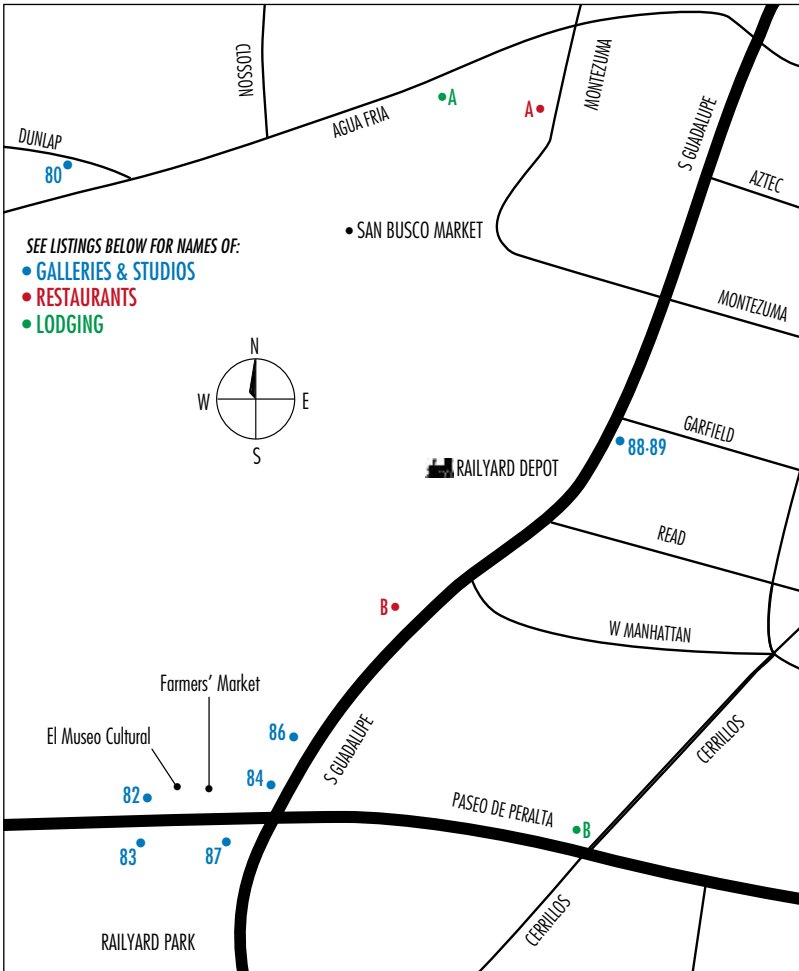 CLOSSON
MONTEZUMA
A
A
AGUA FRIA
S GUADALUPE
DUNLAP
80
AZTEC
SAN BUSCO MARKET
SEE LISTINGS BELOW FOR NAMES OF:
GALLERIES & STUDIOS
RESTAURANTS
LODGING
MONTEZUMA
N
W
E
S
GARFIELD
88-89
RAILYARD DEPOT
READ
B
W MANHATTAN
Farmers' Market
El Museo Cultural
86
S GUADALUPE
CERRILLOS
84
82
PASEO DE PERALTA
B
83
87
CERRILLOS
RAILYARD PARK